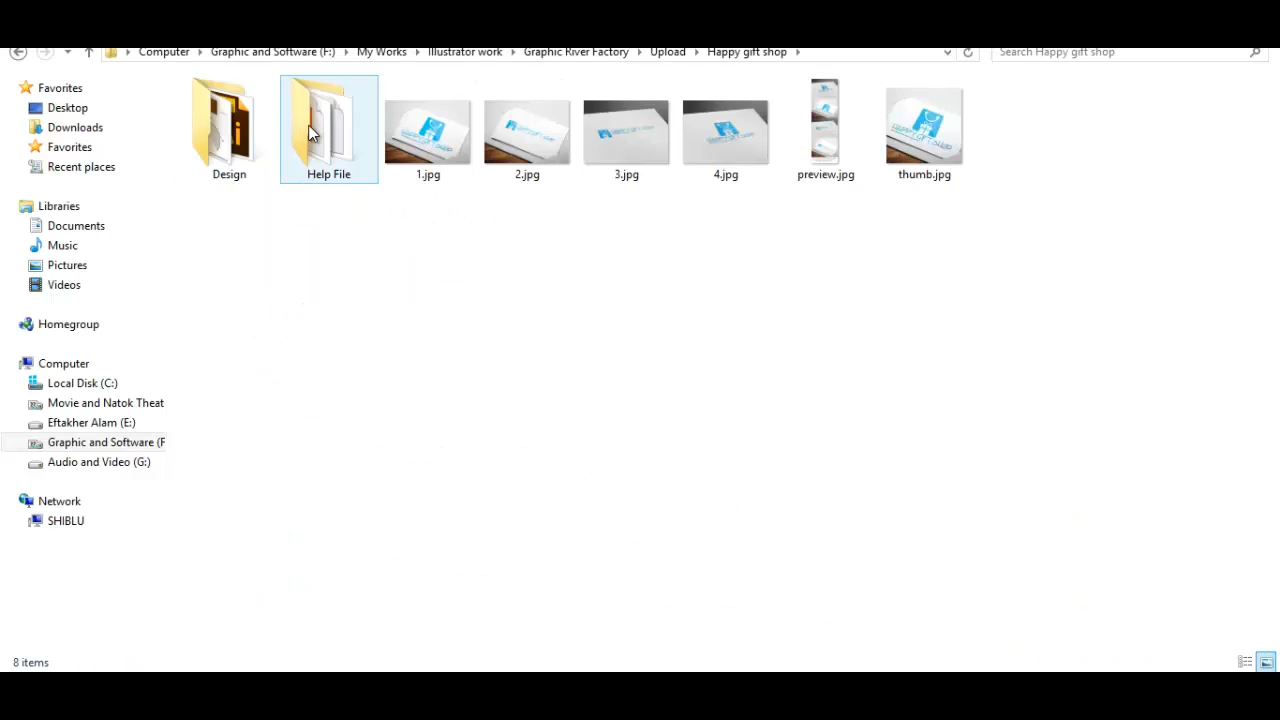 Computer Graphic and Software (F:) My Works Illustrator work Graphic River Factory Upload Happy gift shop Search Happy gift shop
Favorites
Desktop
Downloads
Favorites
Recent places
Libraries
Documents
Music
Pictures
Videos
Homegroup
Computer
Local Disk (C:)
Movie and Natok Theat
Eftakher Alam (E:)
Graphic and Software (F
Audio and Video (G:)
Network
SHIBLU
Design Help File 1.jpg 2.jpg 3.jpg 4.jpg preview.jpg thumb.jpg
8 items